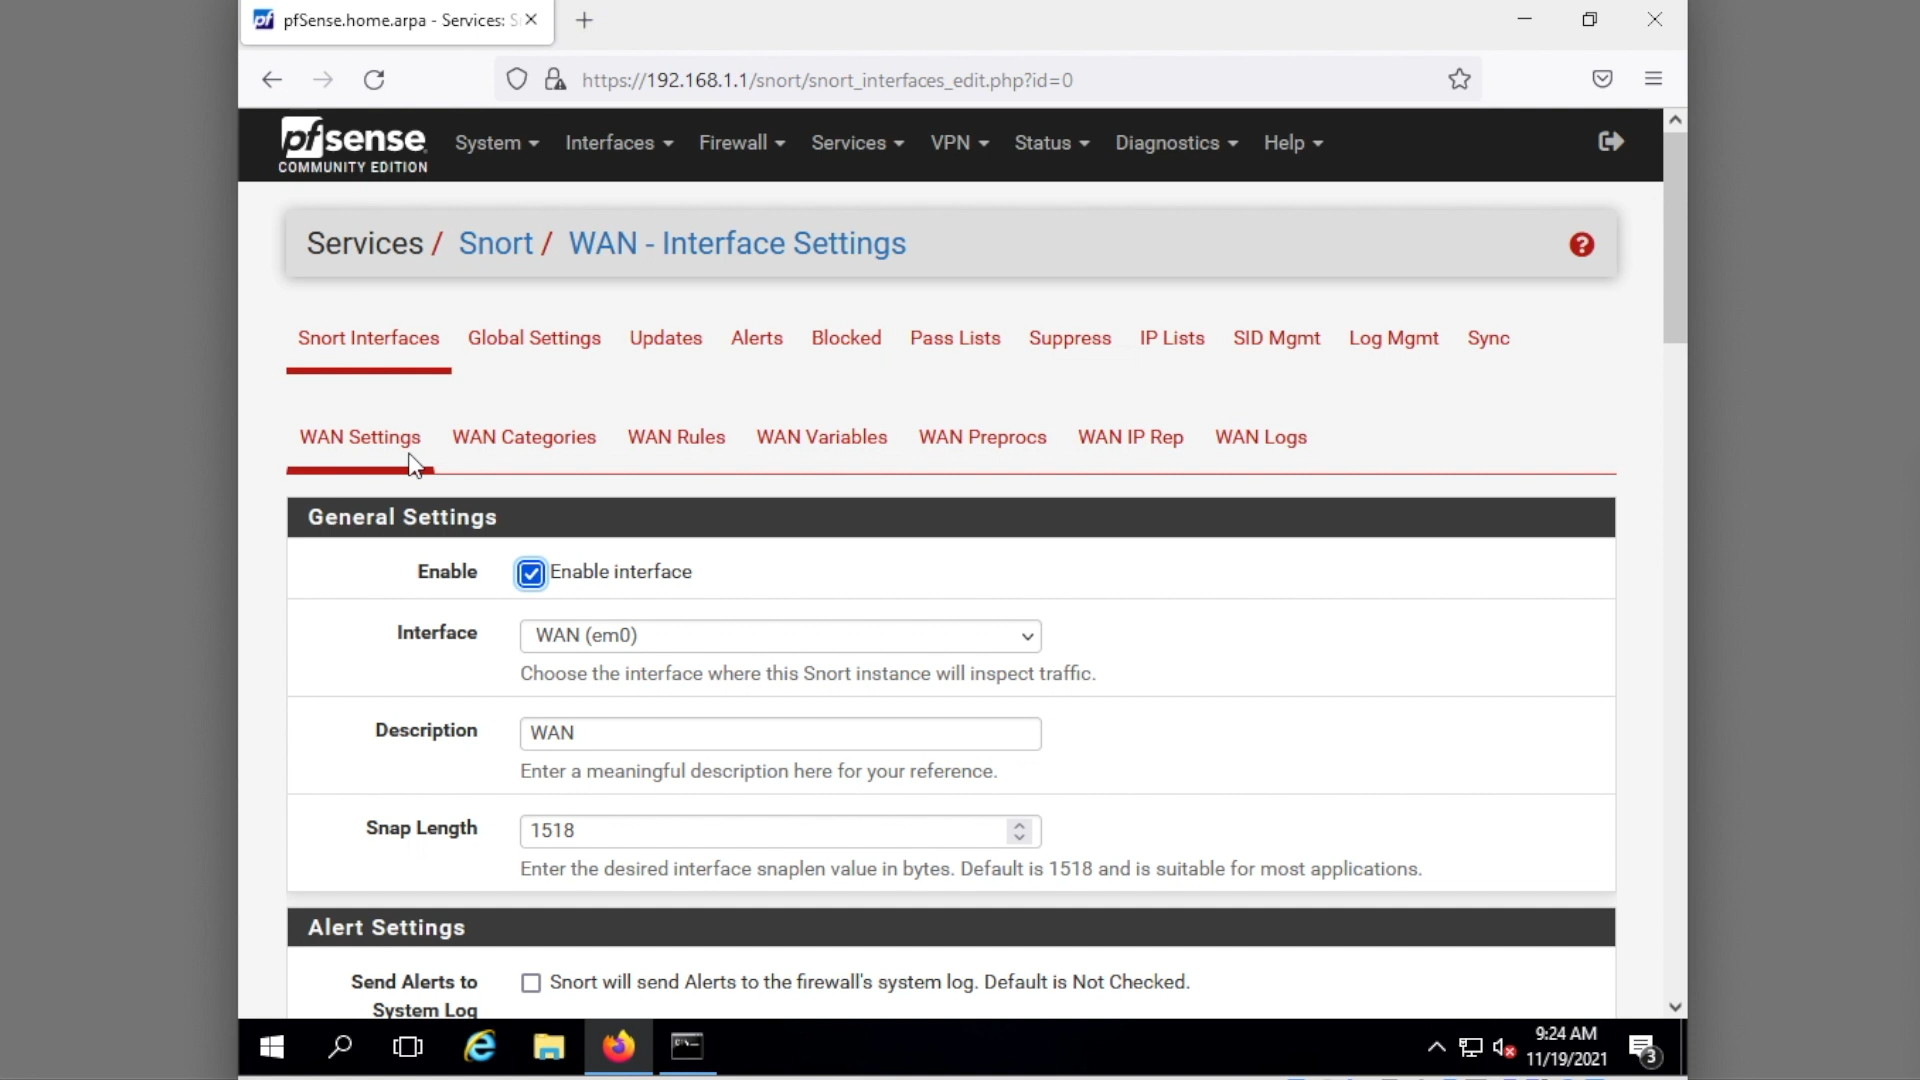 pf pfSense.home.arpa - Services: S
https://192.168.1.1/snort/snort_interfaces_edit.php?id=0
pfsense
COMMUNITY EDITION
System Interfaces Firewall Services VPN Status Diagnostics Help
Services / Snort / WAN - Interface Settings
Snort Interfaces Global Settings Updates Alerts Blocked Pass Lists Suppress IP Lists SID Mgmt Log Mgmt Sync
WAN Settings WAN Categories WAN Rules WAN Variables WAN Preprocs WAN IP Rep WAN Logs
General Settings
Enable Enable interface
Interface WAN (em0)
Choose the interface where this Snort instance will inspect traffic.
Description WAN
Enter a meaningful description here for your reference.
Snap Length 1518
Enter the desired interface snaplen value in bytes. Default is 1518 and is suitable for most applications.
Alert Settings
Send Alerts to Snort will send Alerts to the firewall's system log. Default is Not Checked.
System Log
9:24 AM
11/19/2021
3